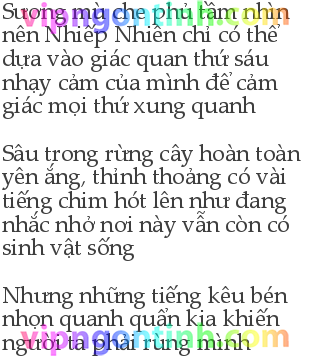 Sương mù che phủ tầm nhìn
nên Nhiếp Nhiên chỉ có thể
dựa vào giác quan thứ sáu
nhạy cảm của mình để cảm
giác mọi thứ xung quanh
Sâu trong rừng cây hoàn toàn
yên ắng, thỉnh thoảng có vài
tiếng chim hót lên như đang
nhắc nhở nơi này vẫn còn có
sinh vật sống
Nhưng những tiếng kêu bén
nhọn quanh quẩn kia khiến
người ta phải rùng mình
vipngontinh.com
vipngontinh.com